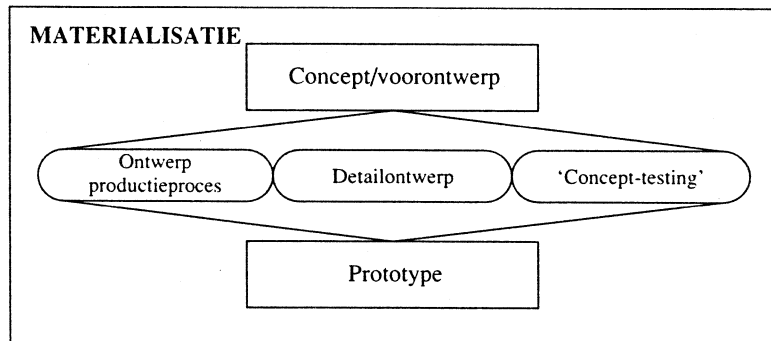 MATERIALISATIE
Concept/voorontwerp
Ontwerp
productieproces
Detailontwerp
‘Concept-testing’
Prototype